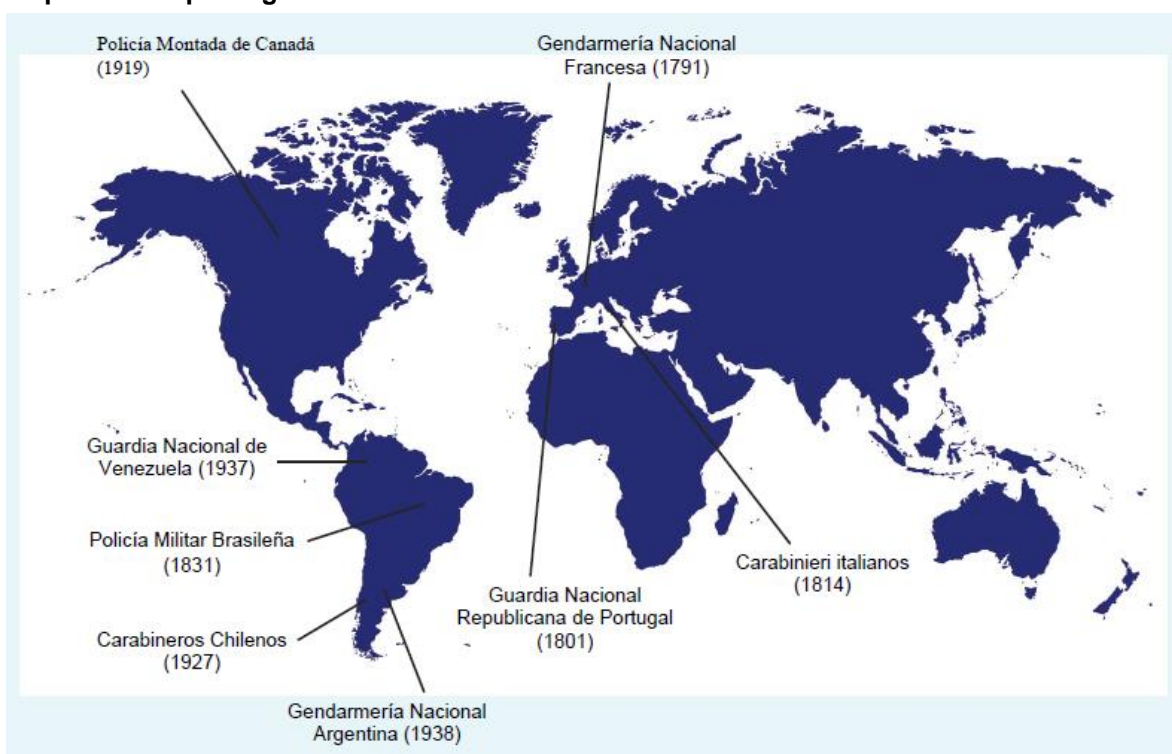 Policía Montada de Canadá
(1919)
Gendarmería Nacional
Francesa (1791)
Guardia Nacional de
Venezuela (1937)
Policía Militar Brasileña
(1831)
Carabineros Chilenos
(1927)
Gendarmería Nacional
Argentina (1938)
Guardia Nacional
Republicana de Portugal
(1801)
Carabinieri italianos
(1814)